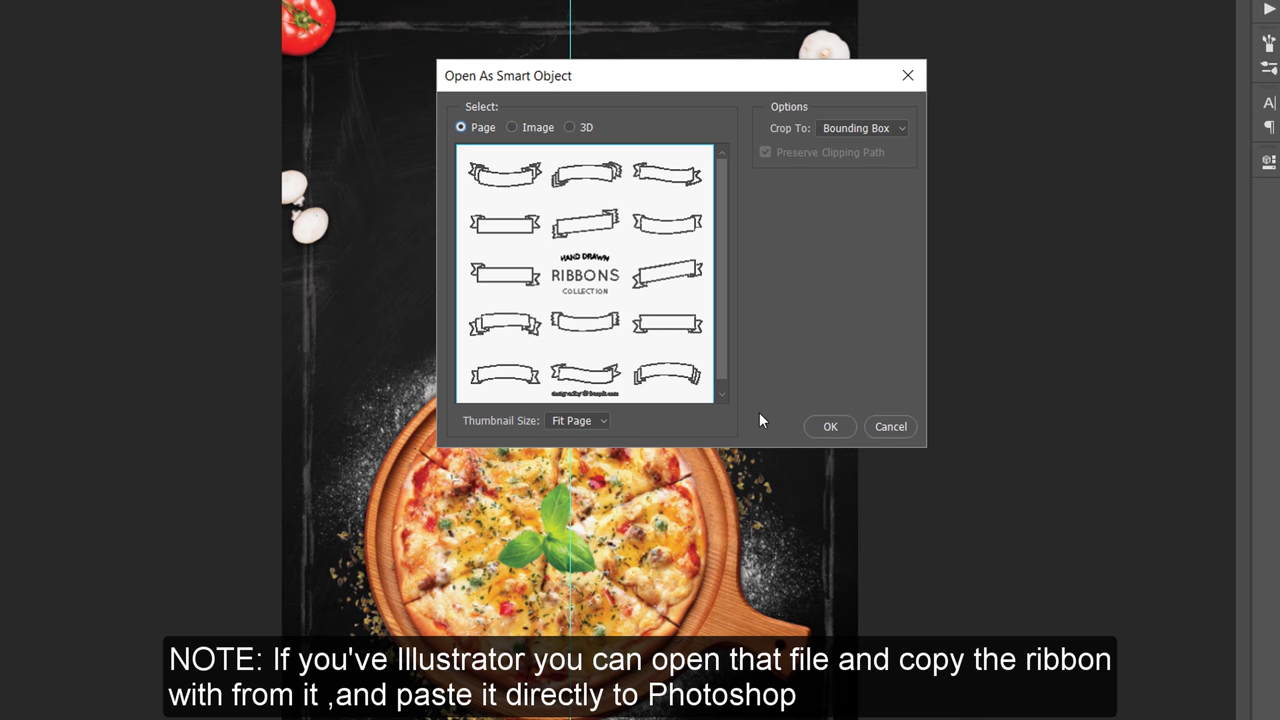 Open As Smart Object
Select:
Page Image 3D
Options
Crop To: Bounding Box
Preserve Clipping Path
HAND DRAWN
RIBBONS
COLLECTION
Thumbnail Size: Fit Page
OK Cancel
NOTE: If you've Illustrator you can open that file and copy the ribbon
with from it ,and paste it directly to Photoshop